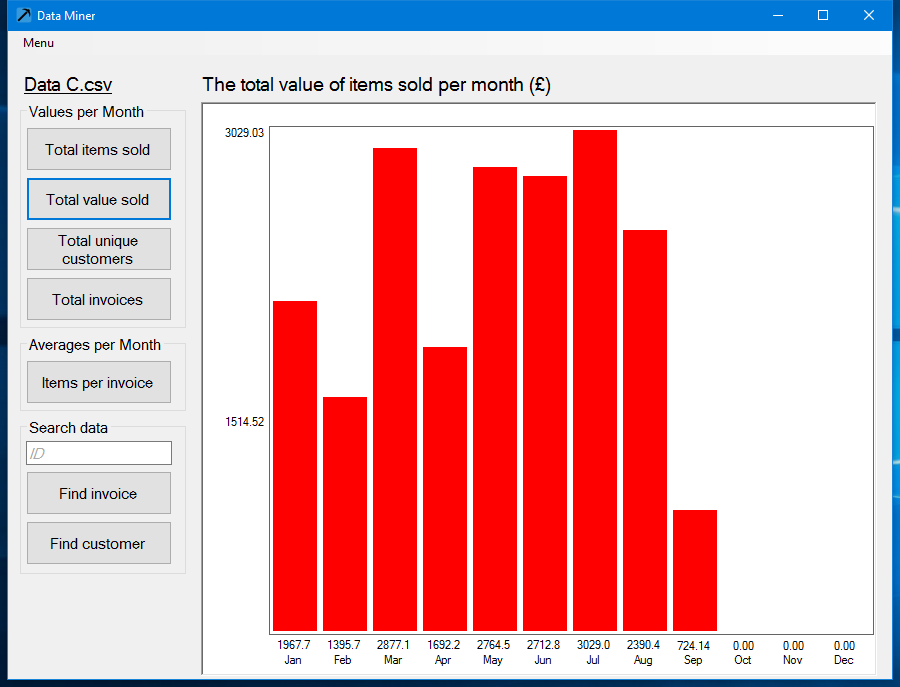 Data Miner
Menu
Data C.csv
Values per Month
Total items sold
Total value sold
Total unique
customers
Total invoices
Averages per Month
Items per invoice
Search data
ID
Find invoice
Find customer
The total value of items sold per month (£)
3029.03
1514.52
1967.7 1395.7 2877.1 1692.2 2764.5 2712.8 3029.0 2390.4 724.14 0.00 0.00 0.00
Jan Feb Mar Apr May Jun Jul Aug Sep Oct Nov Dec